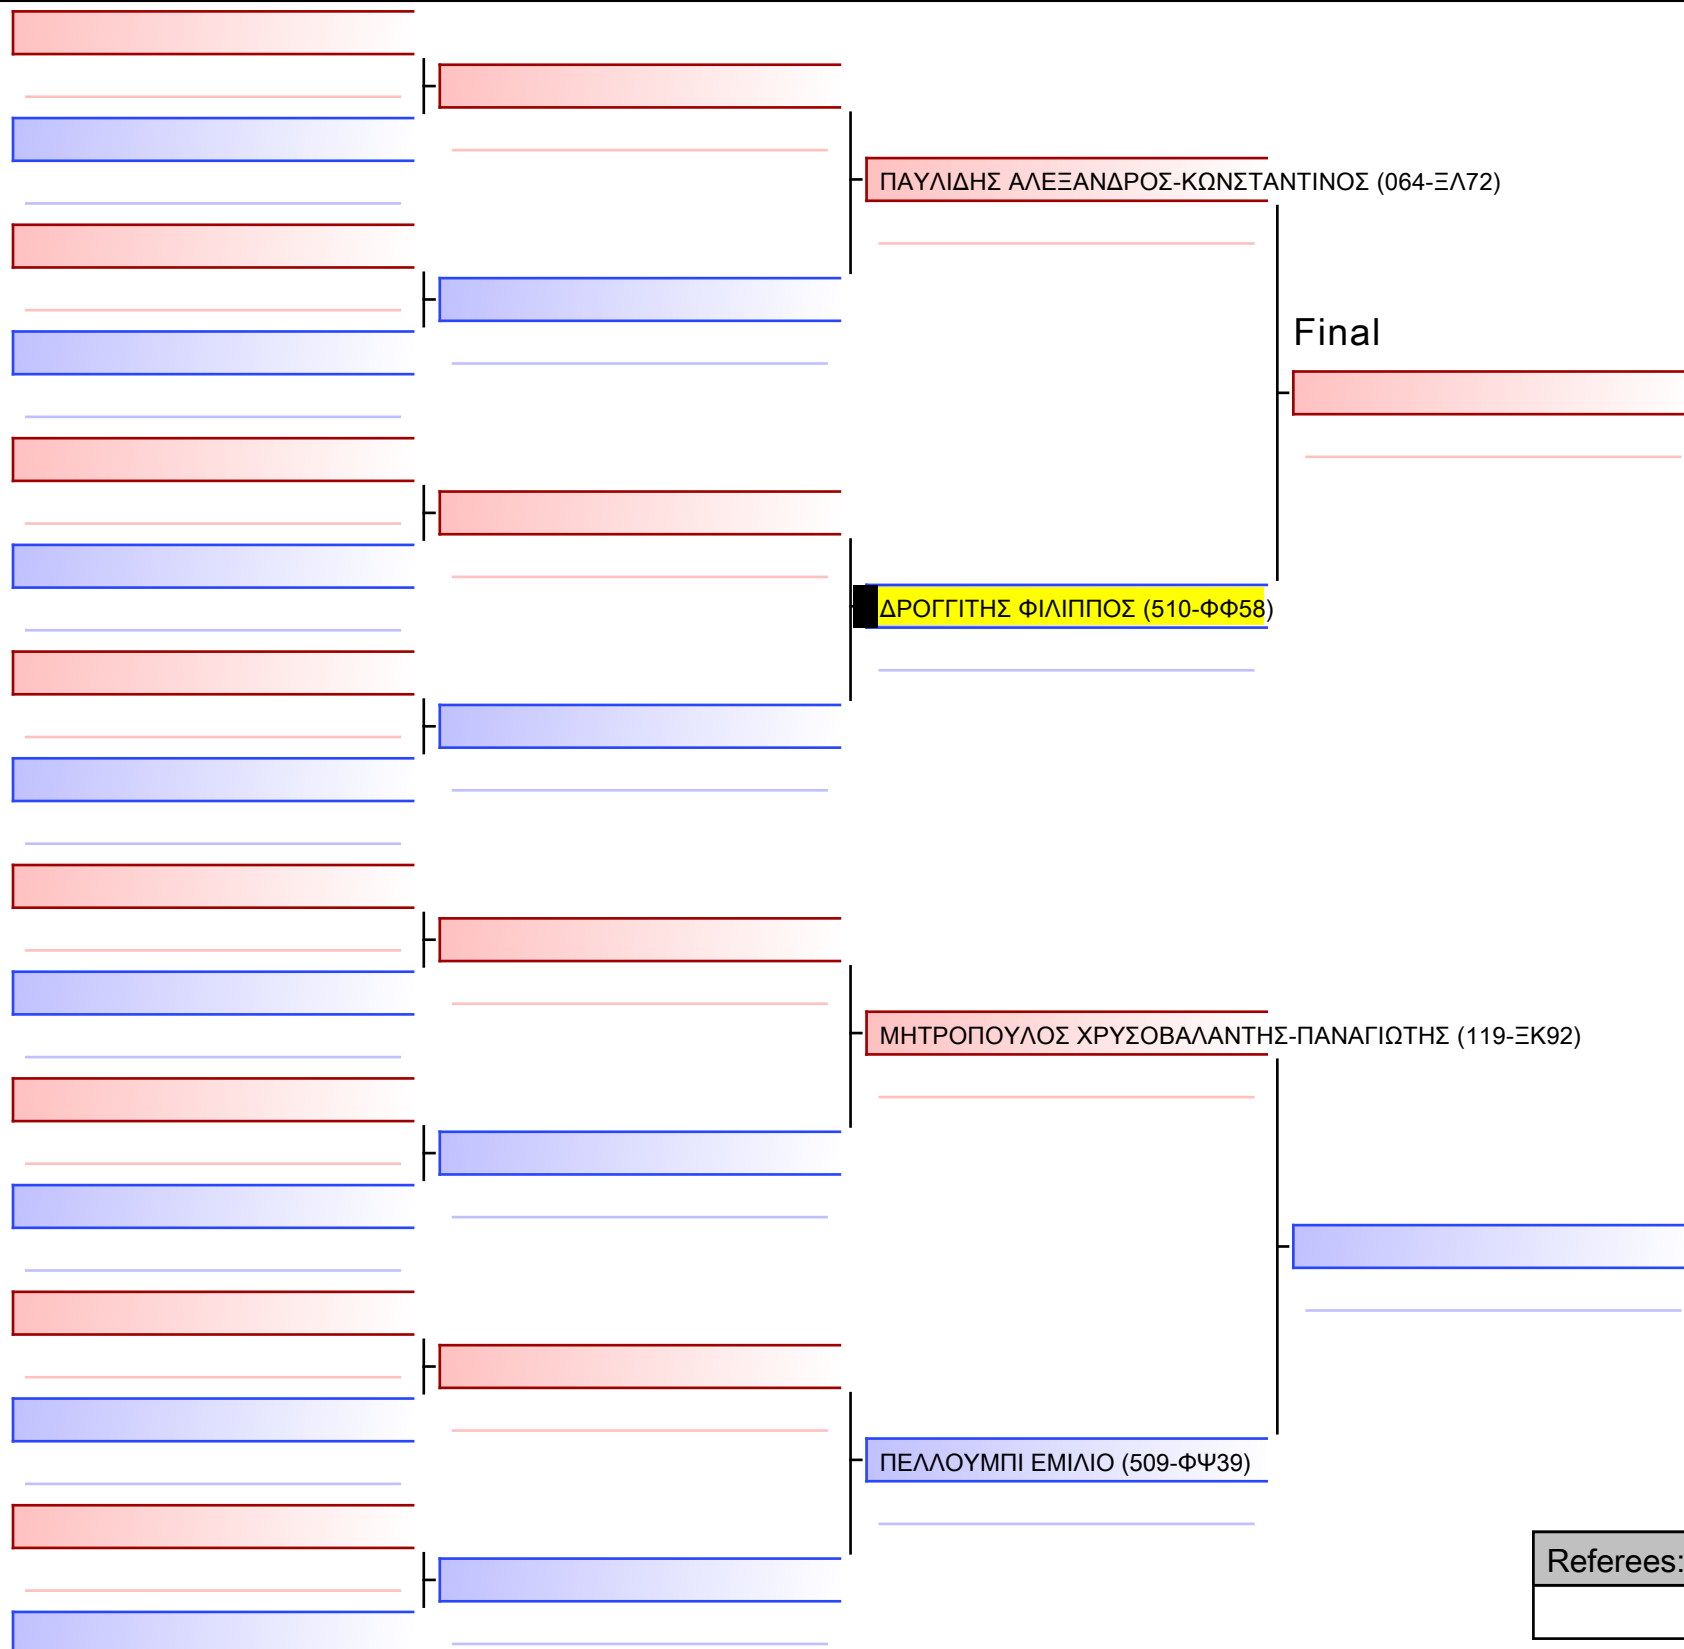 ΠΑΥΛΙΔΗΣ ΑΛΕΞΑΝΔΡΟΣ-ΚΩΝΣΤΑΝΤΙΝΟΣ (064-ΞΛ72)
Final
ΔΡΟΓΓΙΤΗΣ ΦΙΛΙΠΠΟΣ (510-ΦΦ58)
ΜΗΤΡΟΠΟΥΛΟΣ ΧΡΥΣΟΒΑΛΑΝΤΗΣ-ΠΑΝΑΓΙΩΤΗΣ (119-ΞΚ92)
ΠΕΛΛΟΥΜΠΙ ΕΜΙΛΙΟ (509-ΦΨ39)
Referees: